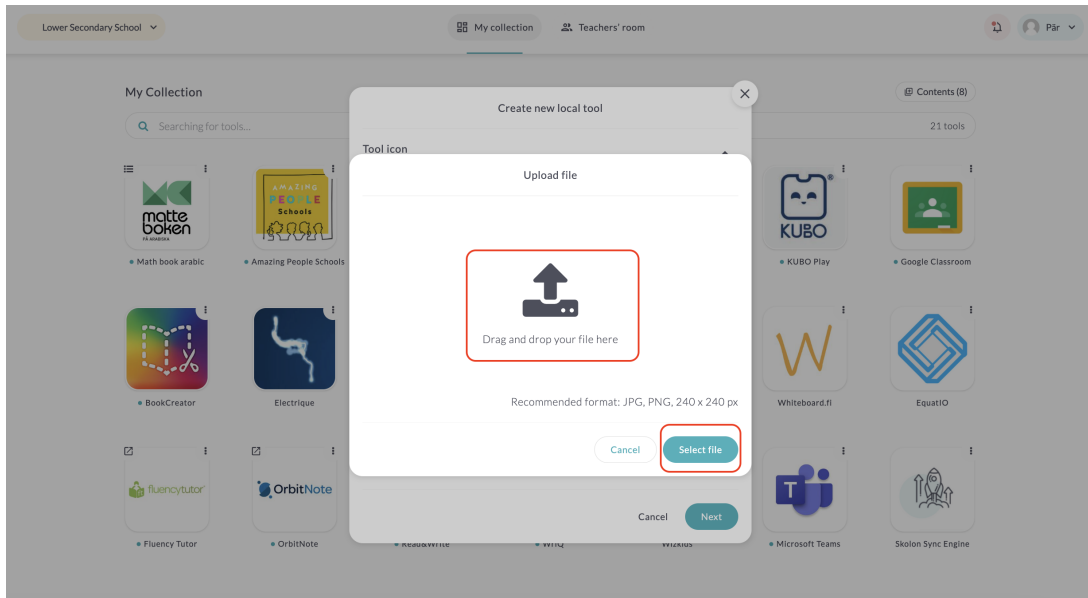 Lower Secondary School
My collection
Teachers' room
Pär
My Collection
Contents (8)
Searching for tools...
21 tools
Create new local tool
Tool icon
Upload file
Drag and drop your file here
Recommended format: JPG, PNG, 240 x 240 px
Cancel
Select file
Cancel
Next
matte
boken
PÅ ARABISKA
AMAZING
PEOPLE
Schools
KUBO
Math book arabic
Amazing People Schools
KUBO Play
Google Classroom
BookCreator
Electrique
Whiteboard.fi
EquatIO
fluencytutor
OrbitNote
T
Fluency Tutor
OrbitNote
Read&Write
WriQ
Wizkids
Microsoft Teams
Skolon Sync Engine